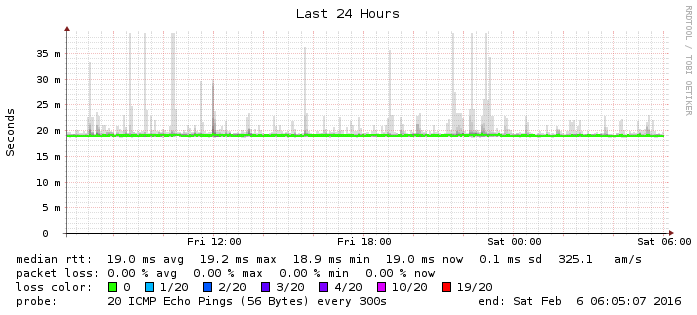 Last 24 Hours
RRDTOOL / TOBI OETIKER
Seconds
35 m
30 m
25 m
20 m
15 m
10 m
5 m
0
Fri 12:00 Fri 18:00 Sat 00:00 Sat 06:00
median rtt: 19.0 ms avg 19.2 ms max 18.9 ms min 19.0 ms now 0.1 ms sd 325.1 am/s
packet loss: 0.00 % avg 0.00 % max 0.00 % min 0.00 % now
loss color: 0 1/20 2/20 3/20 4/20 10/20 19/20
probe: 20 ICMP Echo Pings (56 Bytes) every 300s end: Sat Feb 6 06:05:07 2016